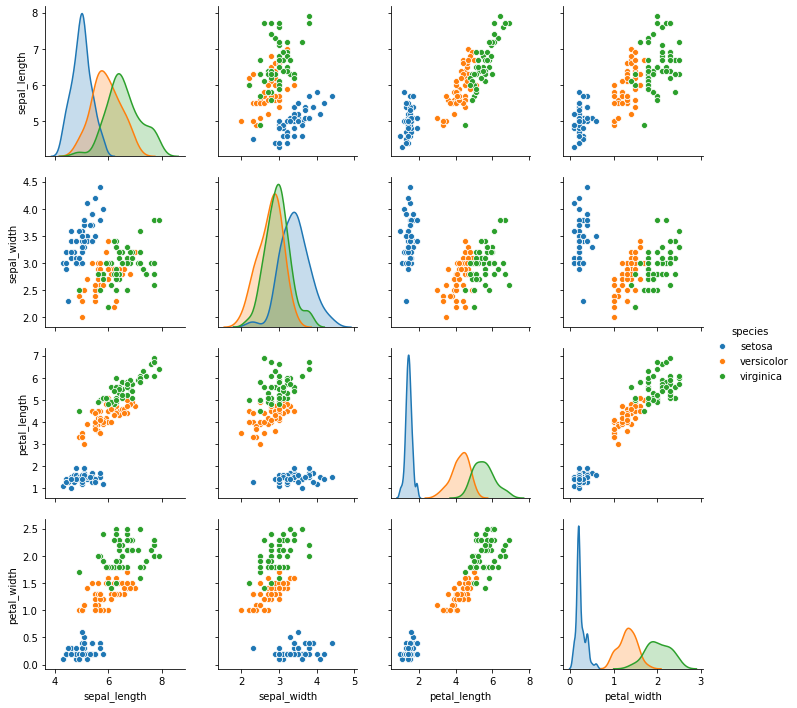 8
7
6
5
sepal_length
4.5
4.0
3.5
3.0
2.5
2.0
sepal_width
species
setosa
versicolor
virginica
7
6
5
4
3
2
1
petal_length
2.5
2.0
1.5
1.0
0.5
0.0
petal_width
4 6 8
sepal_length
2 3 4 5
sepal_width
2 4 6 8
petal_length
0 1 2 3
petal_width